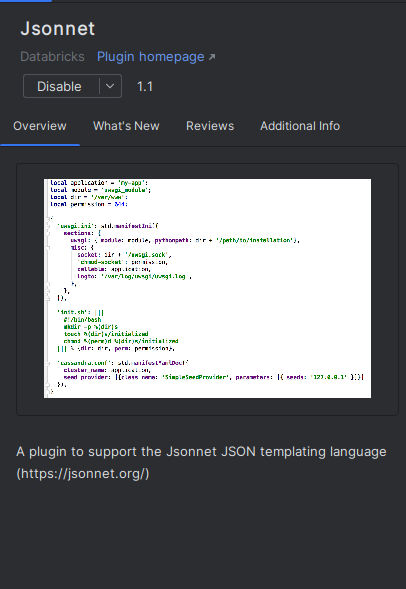 Jsonnet
Databricks Plugin homepage ↗
Disable 1.1
Overview What's New Reviews Additional Info
local application = 'my-app';
local module = 'uwsgi_module';
local dir = '/var/www';
local permission = 644;
{
'uwsgi.ini': std.manifestIni({
sections: {
uwsgi: { module: module, pythonpath: dir + '/path/to/installation'},
misc: {
socket: dir + '/uwsgi.sock',
'chmod-socket': permission,
callable: application,
logto: '/var/log/uwsgi/uwsgi.log',
},
},
}),
'init.sh': |||
#!/bin/bash
mkdir -p %(dir)s
touch %(dir)s/initialized
chmod %(perm)d %(dir)s/initialized
||| % {dir: dir, perm: permission},
'cassandra.conf': std.manifestYamlDoc({
cluster_name: application,
seed_provider: [{class_name: 'SimpleSeedProvider', parameters: [{ seeds: '127.0.0.1' }]}]
}),
}
A plugin to support the Jsonnet JSON templating language
(https://jsonnet.org/)